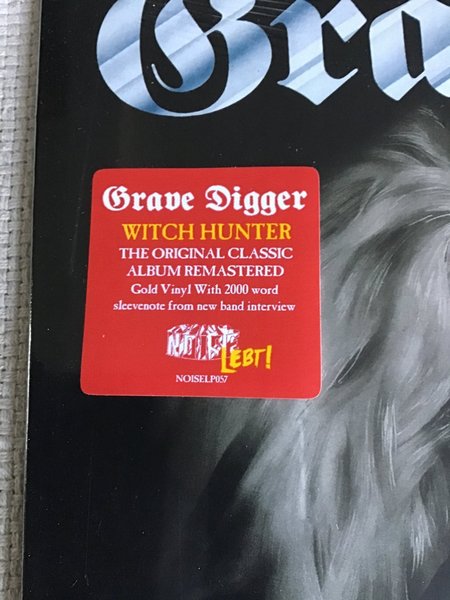 Gra
Grave Digger
WITCH HUNTER
THE ORIGINAL CLASSIC
ALBUM REMASTERED
Gold Vinyl With 2000 word
sleevenote from new band interview
NOISE
LEBT!
NOISELP057